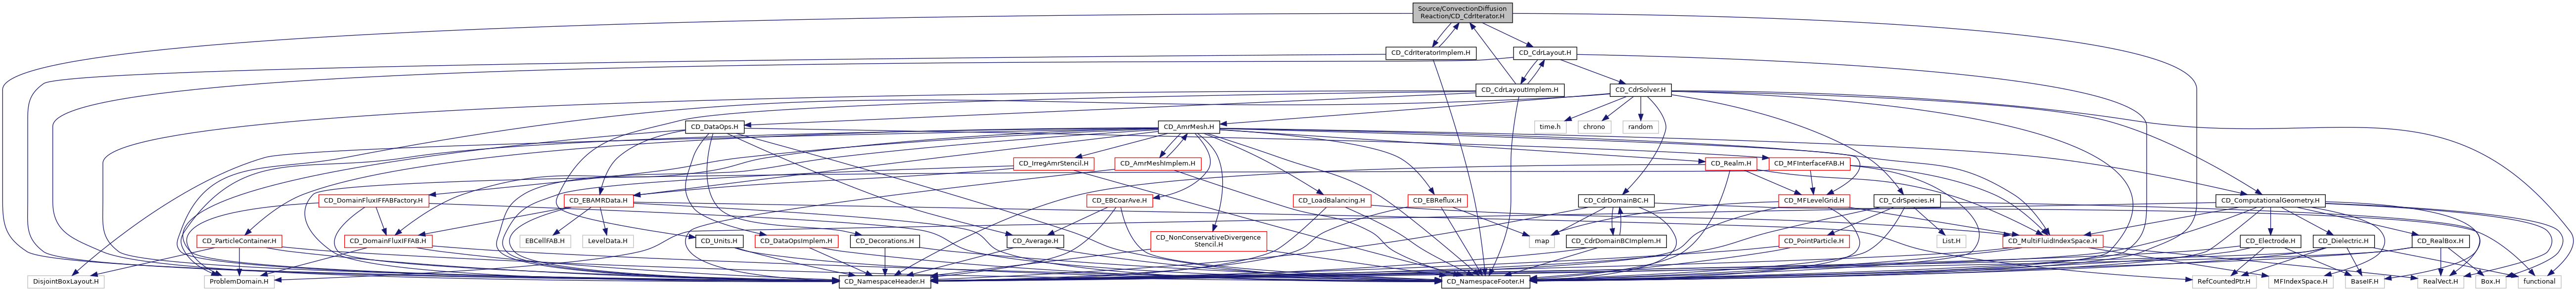 Source/ConvectionDiffusion
Reaction/CD_CdrIterator.H
CD_CdrIteratorImplem.H
CD_CdrLayout.H
CD_CdrLayoutImplem.H
CD_CdrSolver.H
CD_DataOps.H
CD_AmrMesh.H
time.h
chrono
random
CD_IrregAmrStencil.H
CD_AmrMeshImplem.H
CD_Realm.H
CD_MFInterfaceFAB.H
CD_DomainFluxIFFABFactory.H
CD_EBAMRData.H
CD_EBCoarAve.H
CD_LoadBalancing.H
CD_EBReflux.H
CD_CdrDomainBC.H
CD_MFLevelGrid.H
CD_CdrSpecies.H
CD_ComputationalGeometry.H
CD_ParticleContainer.H
CD_DomainFluxIFFAB.H
EBCellFAB.H
LevelData.H
CD_Units.H
CD_DataOpsImplem.H
CD_Decorations.H
CD_Average.H
CD_NonConservativeDivergence
Stencil.H
map
CD_CdrDomainBCImplem.H
CD_PointParticle.H
List.H
CD_MultiFluidIndexSpace.H
CD_Electrode.H
CD_Dielectric.H
CD_RealBox.H
DisjointBoxLayout.H
ProblemDomain.H
CD_NamespaceHeader.H
CD_NamespaceFooter.H
RefCountedPtr.H
MFIndexSpace.H
BaseIF.H
RealVect.H
Box.H
functional